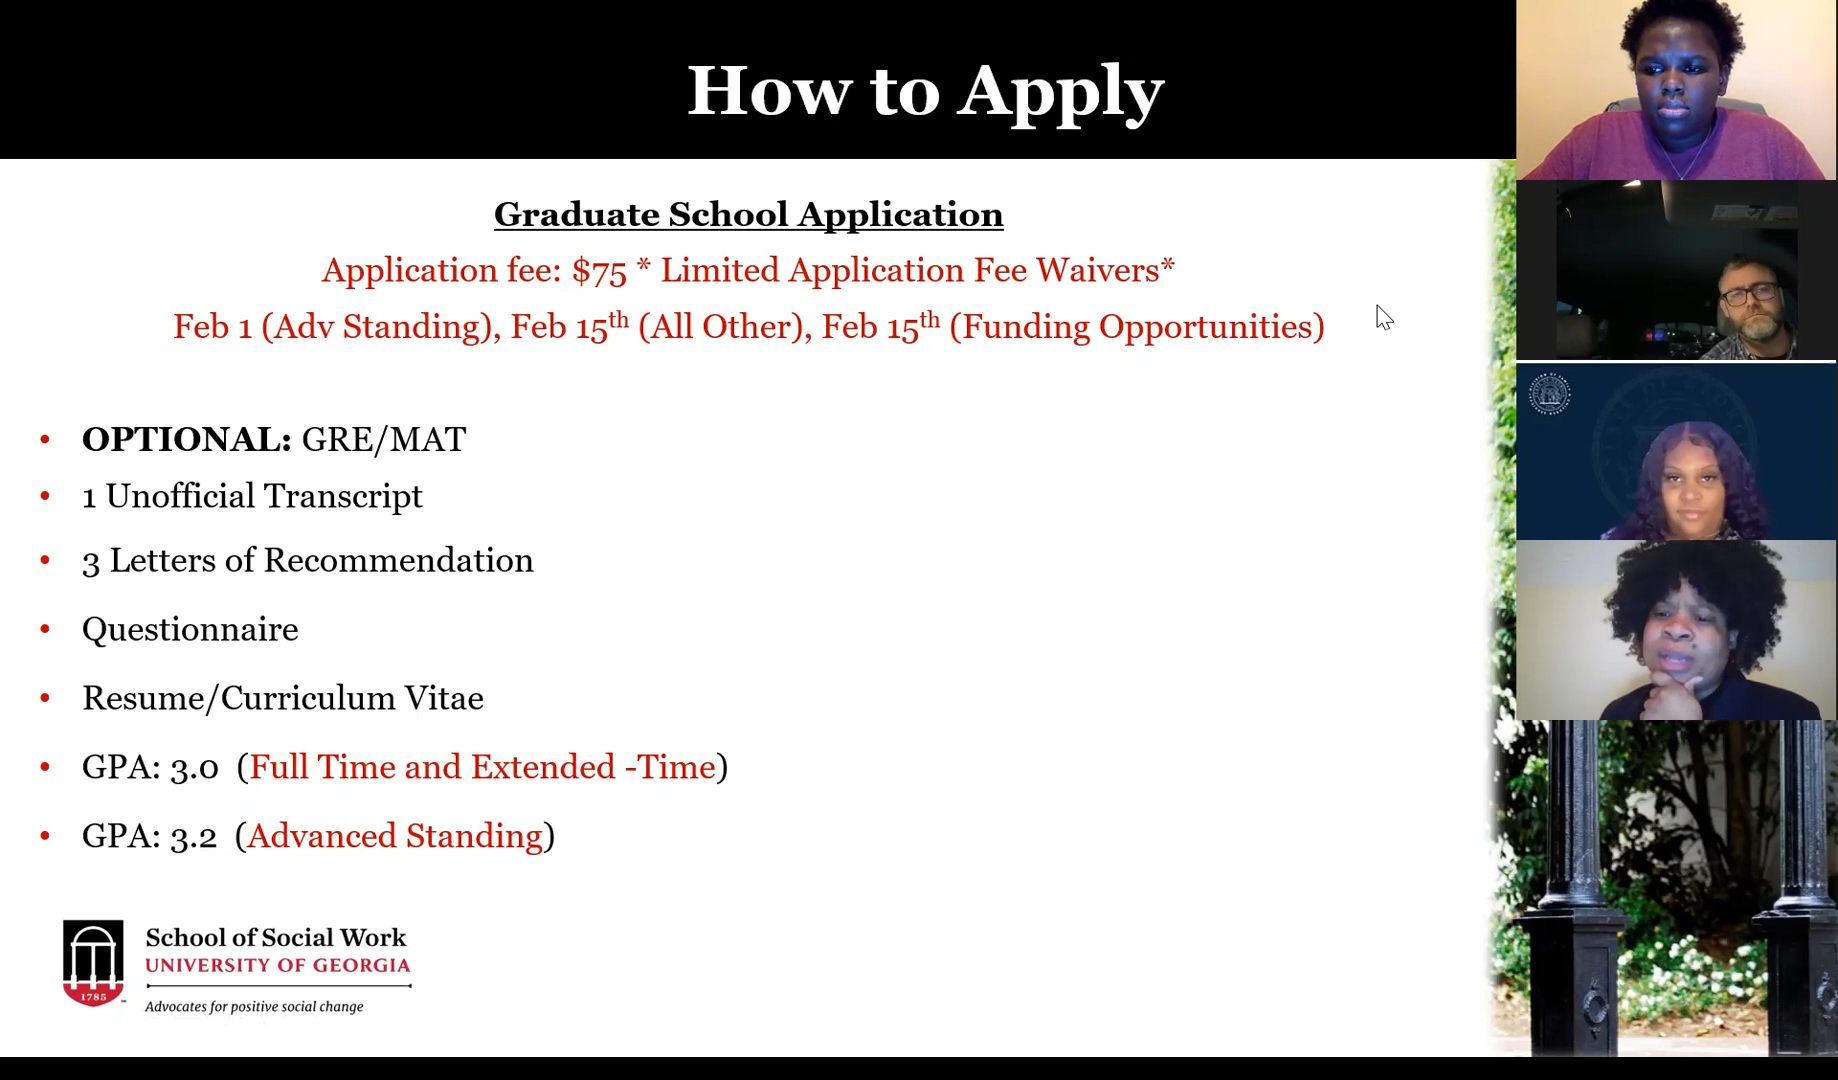 How to Apply
Graduate School Application
Application fee: $75 * Limited Application Fee Waivers*
Feb 1 (Adv Standing), Feb 15th (All Other), Feb 15th (Funding Opportunities)
• OPTIONAL: GRE/MAT
• 1 Unofficial Transcript
• 3 Letters of Recommendation
• Questionnaire
• Resume/Curriculum Vitae
• GPA: 3.0 (Full Time and Extended -Time)
• GPA: 3.2 (Advanced Standing)
1785
School of Social Work
UNIVERSITY OF GEORGIA
Advocates for positive social change